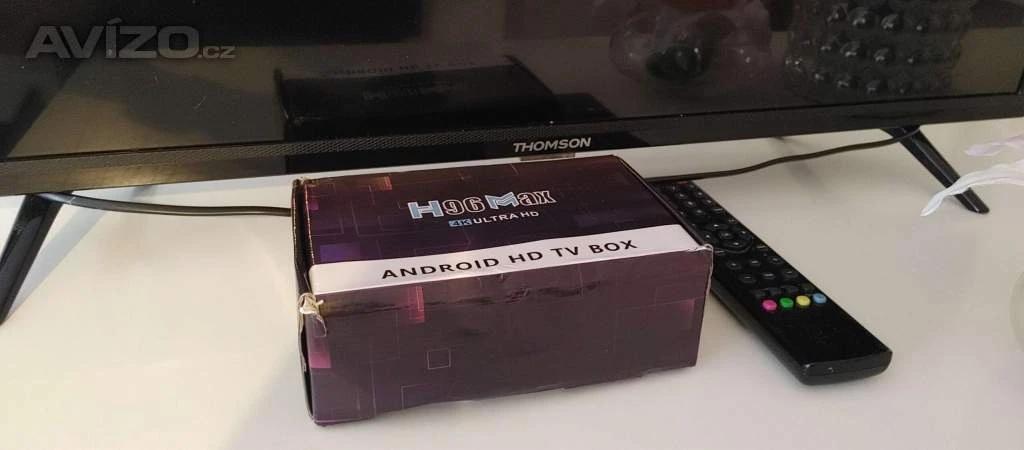 AVÍZO.cz
THOMSON
H96 Max
4K ULTRA HD
ANDROID HD TV BOX